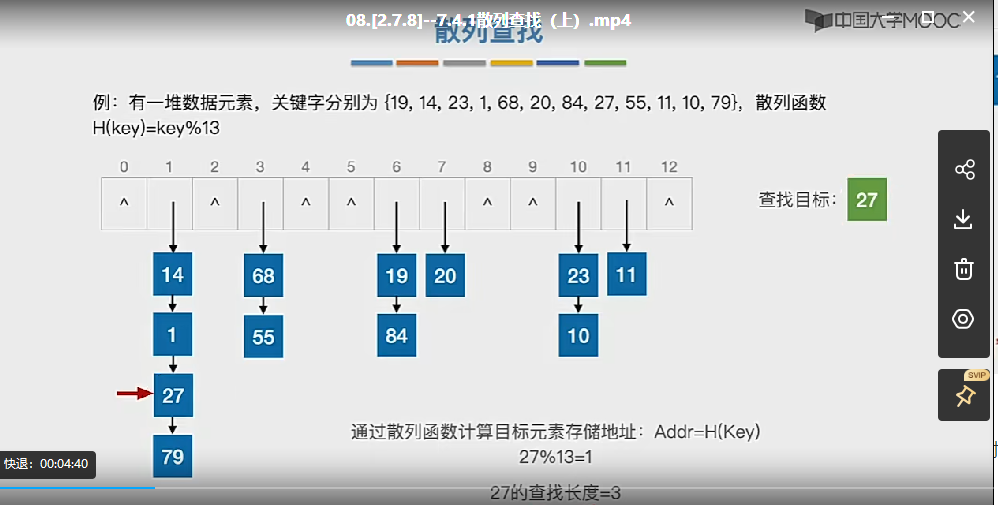 08.[2.7.8]--7.4.1散列查找（上）.mp4
中国大学MOOC
散列查找
例：有一堆数据元素，关键字分别为 {19, 14, 23, 1, 68, 20, 84, 27, 55, 11, 10, 79}，散列函数
H(key)=key%13
0 1 2 3 4 5 6 7 8 9 10 11 12
^ ^ ^ ^ ^ ^ ^
查找目标：27
14 68 19 20 23 11
1 55 84 10
27
79
SVIP
通过散列函数计算目标元素存储地址：Addr=H(Key)
27%13=1
快退：00:04:40
27的查找长度=3